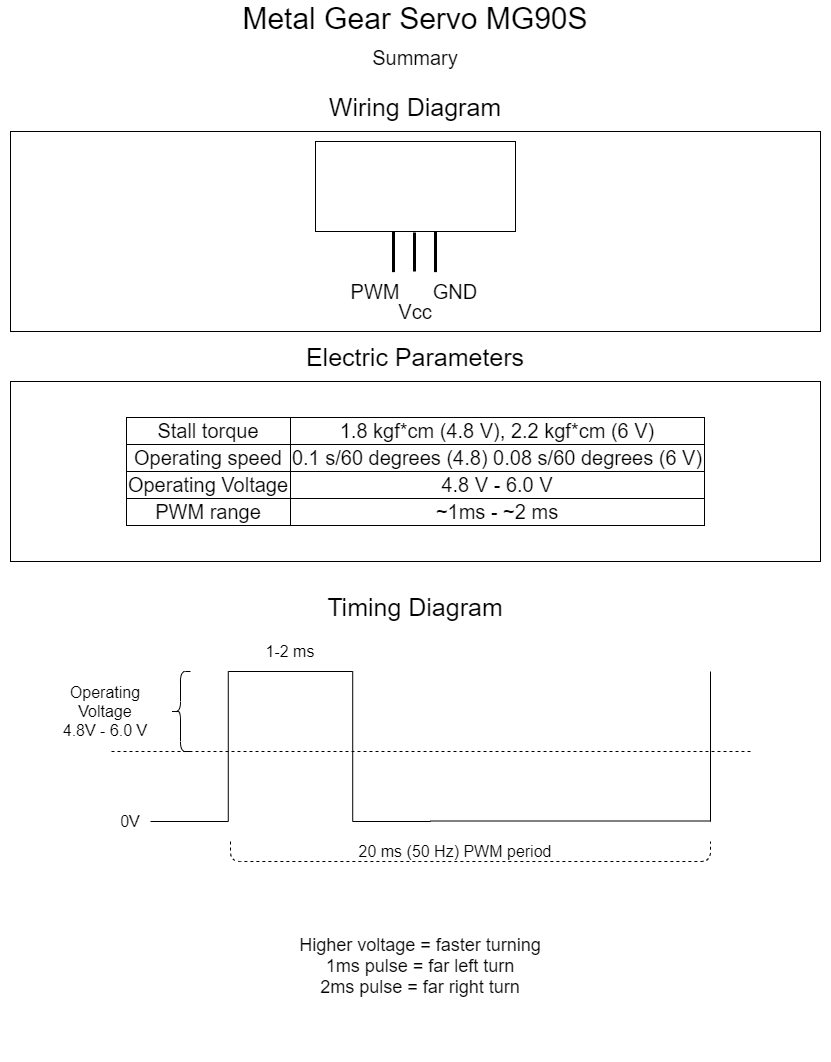 Metal Gear Servo MG90S
Summary
Wiring Diagram
PWM GND
Vcc
Electric Parameters
Stall torque 1.8 kgf*cm (4.8 V), 2.2 kgf*cm (6 V)
Operating speed 0.1 s/60 degrees (4.8) 0.08 s/60 degrees (6 V)
Operating Voltage 4.8 V - 6.0 V
PWM range ~1ms - ~2 ms
Timing Diagram
1-2 ms
Operating
Voltage
4.8V - 6.0 V
0V
20 ms (50 Hz) PWM period
Higher voltage = faster turning
1ms pulse = far left turn
2ms pulse = far right turn